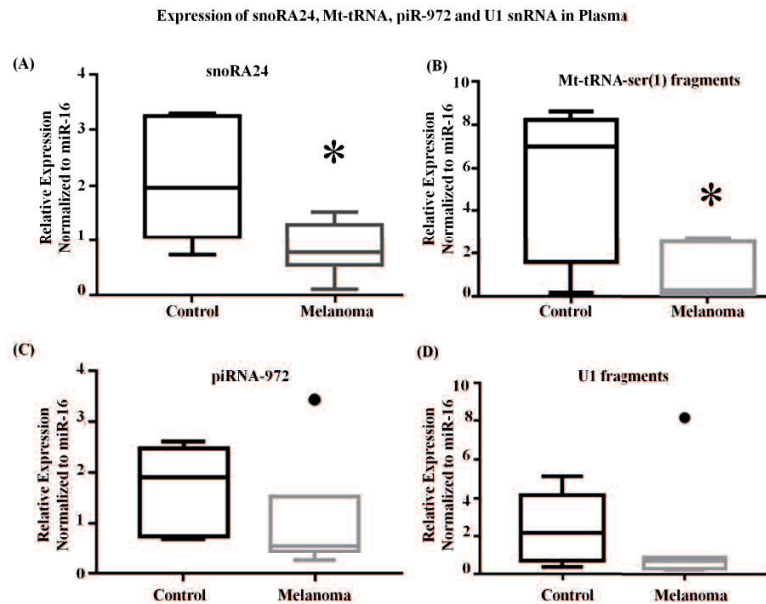 Expression of snoRA24, Mt-tRNA, piR-972 and U1 snRNA in Plasma
(A)
snoRA24
Relative Expression
Normalized to miR-16
4
3
2
1
0
*
Control
Melanoma
(B)
Mt-tRNA-ser(1) fragments
Relative Expression
Normalized to miR-16
10
8
6
4
2
0
*
Control
Melanoma
(C)
piRNA-972
Relative Expression
Normalized to miR-16
4
3
2
1
0
Control
Melanoma
(D)
U1 fragments
Relative Expression
Normalized to miR-16
10
8
6
4
2
0
Control
Melanoma